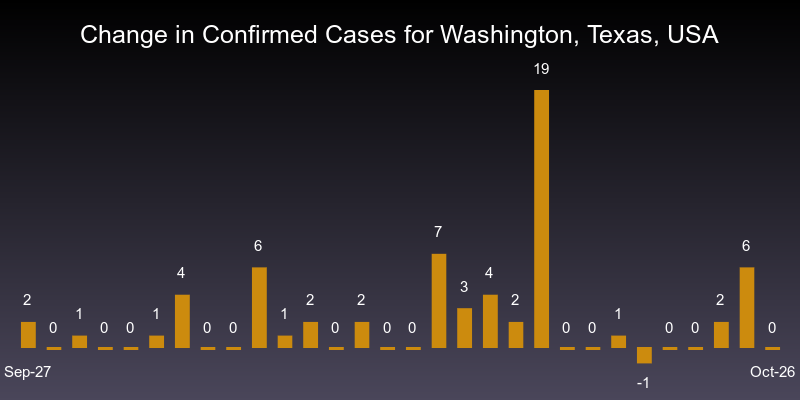 Change in Confirmed Cases for Washington, Texas, USA
2 0 1 0 0 1 4 0 0 6 1 2 0 2 0 0 7 3 4 2 19 0 0 1 -1 0 0 2 6 0
Sep-27 Oct-26